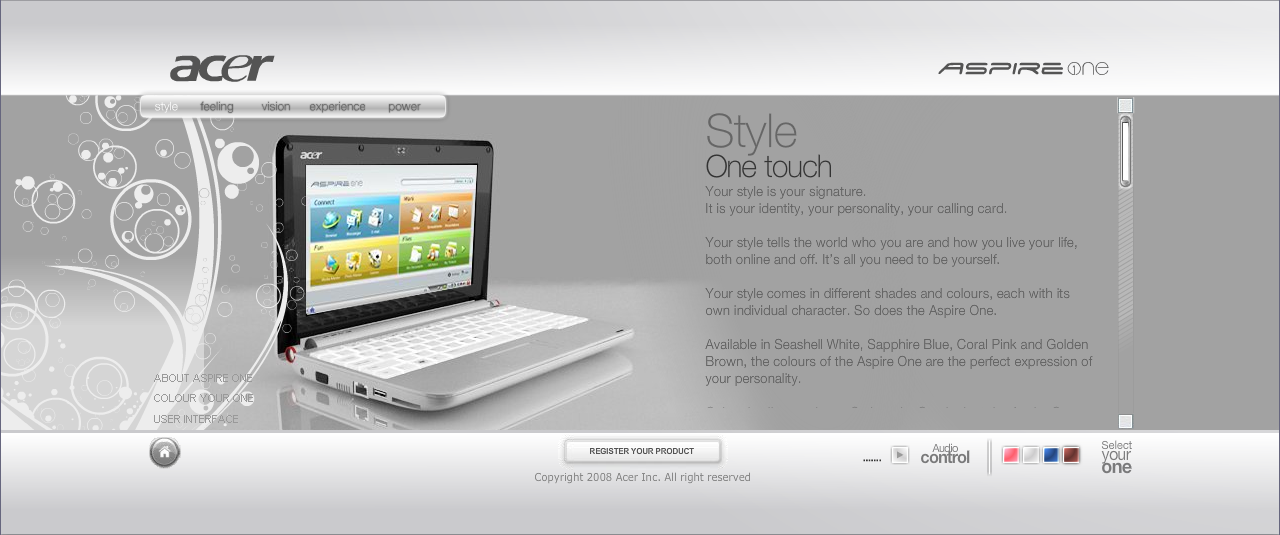 acer
ASPIRE one
style feeling vision experience power
acer
ASPIRE one
Connect
Work
Fun
Files
Style
One touch
Your style is your signature.
It is your identity, your personality, your calling card.
Your style tells the world who you are and how you live your life,
both online and off. It's all you need to be yourself.
Your style comes in different shades and colours, each with its
own individual character. So does the Aspire One.
Available in Seashell White, Sapphire Blue, Coral Pink and Golden
Brown, the colours of the Aspire One are the perfect expression of
your personality.
ABOUT ASPIRE ONE
COLOUR YOUR ONE
USER INTERFACE
REGISTER YOUR PRODUCT
Copyright 2008 Acer Inc. All right reserved
Audio
control
Select
your
one